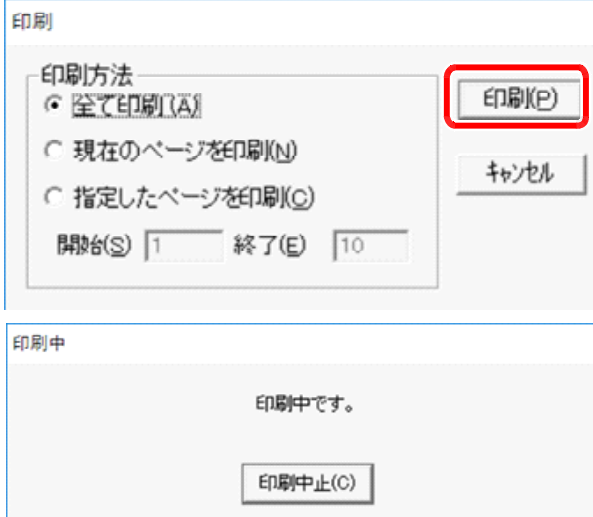 印刷
印刷方法
全て印刷(A)
印刷(P)
現在のページを印刷(N)
キャンセル
指定したページを印刷(C)
開始(S) 1 終了(E) 10
印刷中
印刷中です。
印刷中止(C)